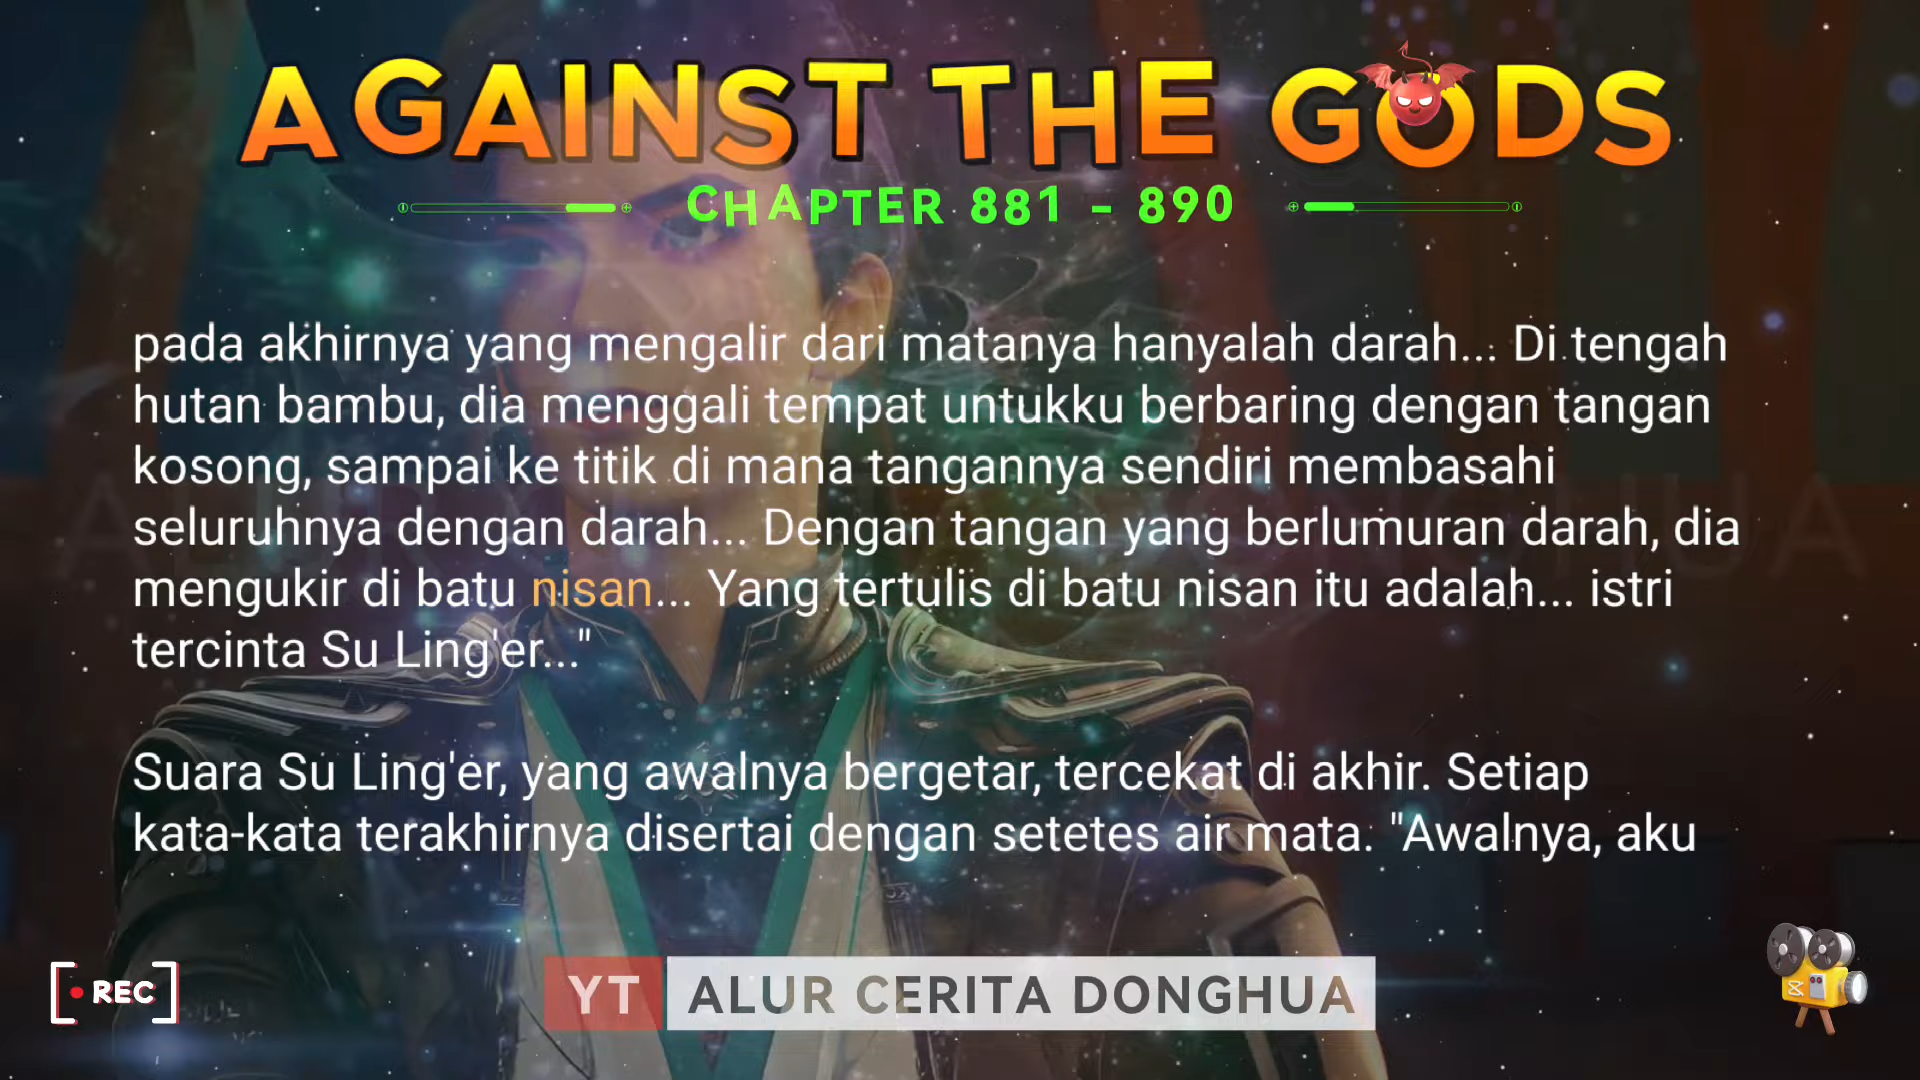 AGAINST THE GODS
CHAPTER 881 - 890
pada akhirnya yang mengalir dari matanya hanyalah darah... Di tengah
hutan bambu, dia menggali tempat untukku berbaring dengan tangan
kosong, sampai ke titik di mana tangannya sendiri membasahi
seluruhnya dengan darah... Dengan tangan yang berlumuran darah, dia
mengukir di batu nisan... Yang tertulis di batu nisan itu adalah... istri
tercinta Su Ling'er..."
Suara Su Ling'er, yang awalnya bergetar, tercekat di akhir. Setiap
kata-kata terakhirnya disertai dengan setetes air mata. "Awalnya, aku
REC
YT ALUR CERITA DONGHUA